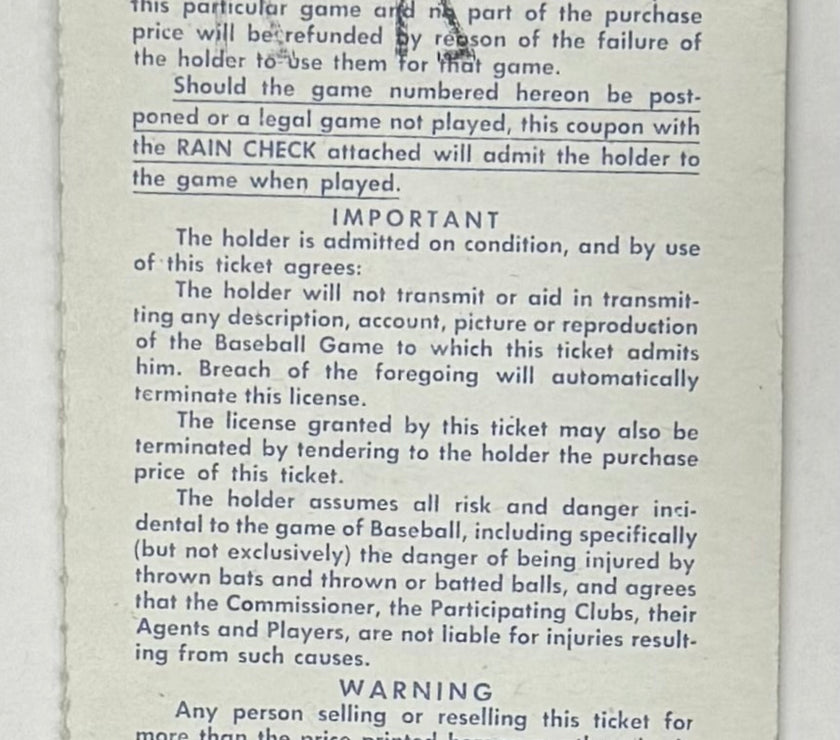 this particular game and no part of the purchase
price will be refunded by reason of the failure of
the holder to use them for that game.
Should the game numbered hereon be post-
poned or a legal game not played, this coupon with
the RAIN CHECK attached will admit the holder to
the game when played.
IMPORTANT
The holder is admitted on condition, and by use
of this ticket agrees:
The holder will not transmit or aid in transmit-
ting any description, account, picture or reproduction
of the Baseball Game to which this ticket admits
him. Breach of the foregoing will automatically
terminate this license.
The license granted by this ticket may also be
terminated by tendering to the holder the purchase
price of this ticket.
The holder assumes all risk and danger inci-
dental to the game of Baseball, including specifically
(but not exclusively) the danger of being injured by
thrown bats and thrown or batted balls, and agrees
that the Commissioner, the Participating Clubs, their
Agents and Players, are not liable for injuries result-
ing from such causes.
WARNING
Any person selling or reselling this ticket for
more than the price printed